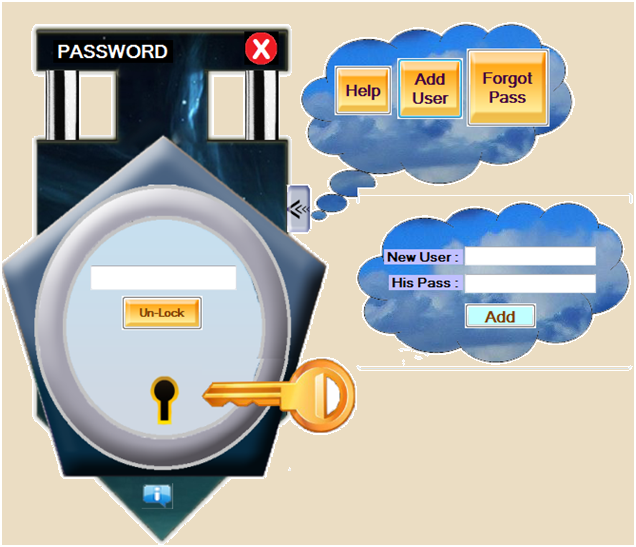 PASSWORD
Help
Add
User
Forgot
Pass
New User :
His Pass :
Add
Un-Lock